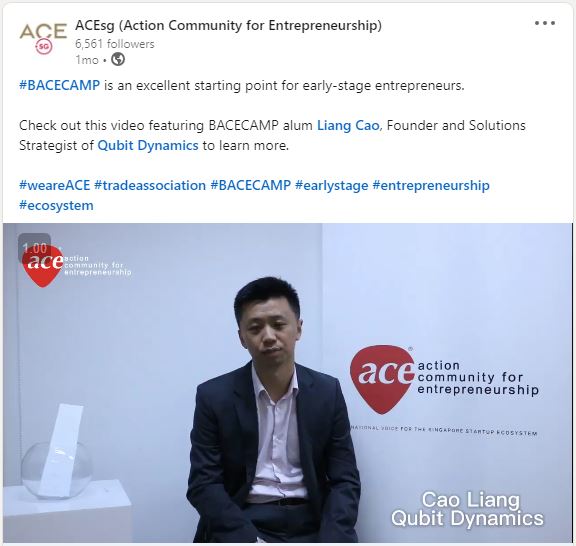 ACE
SG
ACEsg (Action Community for Entrepreneurship)
6,561 followers
1mo •
#BACECAMP is an excellent starting point for early-stage entrepreneurs.
Check out this video featuring BACECAMP alum Liang Cao, Founder and Solutions
Strategist of Qubit Dynamics to learn more.
#weareACE #tradeassociation #BACECAMP #earlystage #entrepreneurship
#ecosystem
1.00
ace action
community for
entrepreneurship
ace action
community for
entrepreneurship
®
NATIONAL VOICE FOR THE SINGAPORE STARTUP ECOSYSTEM
Cao Liang
Qubit Dynamics